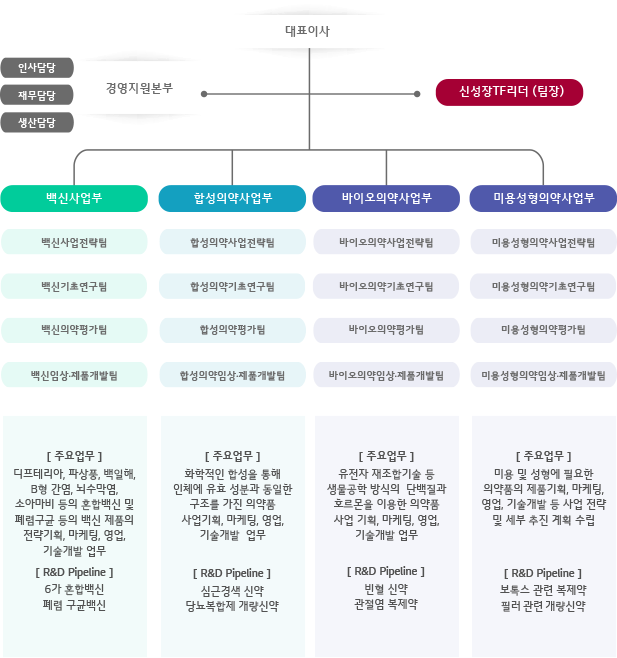 대표이사
인사담당
재무담당
생산담당
경영지원본부
신성장TF리더 (팀장)
백신사업부
합성의약사업부
바이오의약사업부
미용성형의약사업부
백신사업전략팀
합성의약사업전략팀
바이오의약사업전략팀
미용성형의약사업전략팀
백신기초연구팀
합성의약기초연구팀
바이오의약기초연구팀
미용성형의약기초연구팀
백신의약평가팀
합성의약평가팀
바이오의약평가팀
미용성형의약평가팀
백신임상·제품개발팀
합성의약임상·제품개발팀
바이오의약임상·제품개발팀
미용성형의약임상·제품개발팀
[ 주요업무 ]
디프테리아, 파상풍, 백일해,
B형 간염, 뇌수막염,
소아마비 등의 혼합백신 및
폐렴구균 등의 백신 제품의
전략기획, 마케팅, 영업,
기술개발 업무
[ R&D Pipeline ]
6가 혼합백신
폐렴 구균백신
[ 주요업무 ]
화학적인 합성을 통해
인체에 유효 성분과 동일한
구조를 가진 의약품
사업기획, 마케팅, 영업,
기술개발 업무
[ R&D Pipeline ]
심근경색 신약
당뇨복합제 개량신약
[ 주요업무 ]
유전자 재조합기술 등
생물공학 방식의 단백질과
호르몬을 이용한 의약품
사업 기획, 마케팅, 영업,
기술개발 업무
[ R&D Pipeline ]
빈혈 신약
관절염 복제약
[ 주요업무 ]
미용 및 성형에 필요한
의약품의 제품기획, 마케팅,
영업, 기술개발 등 사업 전략
및 세부 추진 계획 수립
[ R&D Pipeline ]
보톡스 관련 복제약
필러 관련 개량신약